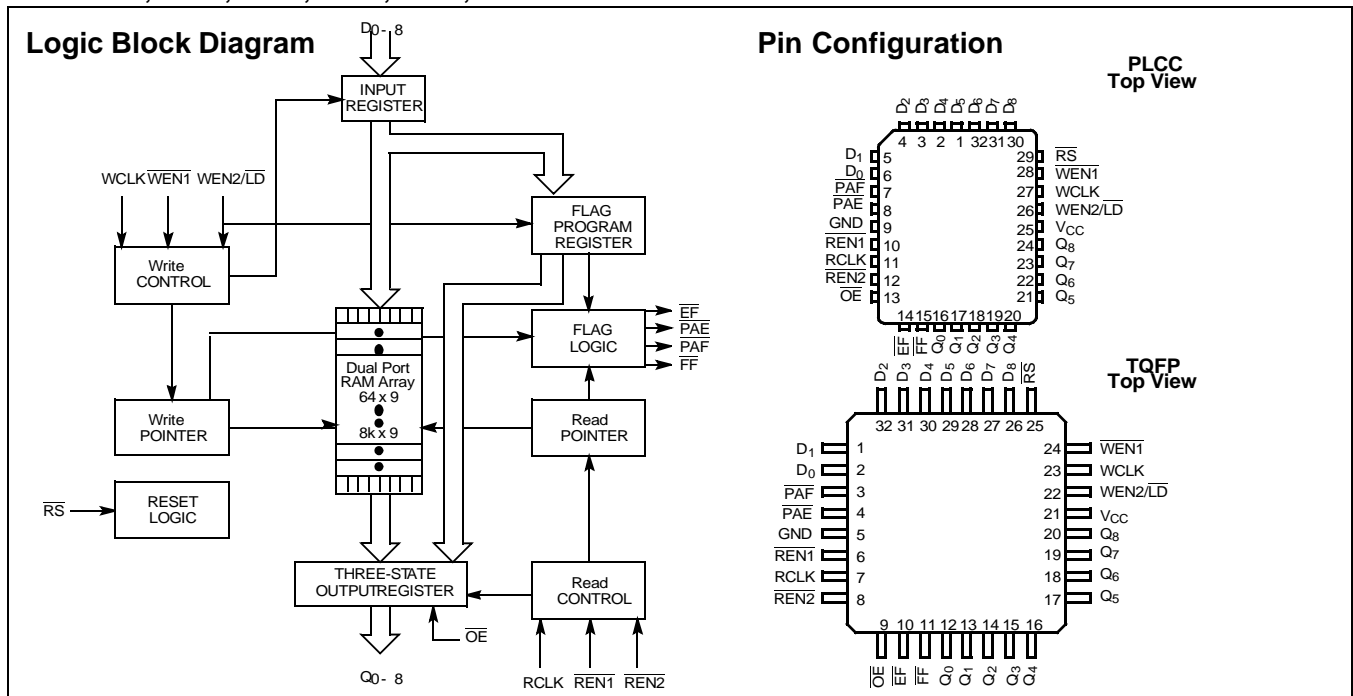 Logic Block Diagram
D0- 8
INPUT
REGISTER
WCLK WEN1 WEN2/LD
FLAG
PROGRAM
REGISTER
Write
CONTROL
FLAG
LOGIC
EF
PAE
PAF
FF
Dual Port
RAM Array
64 x 9
8k x 9
Write
POINTER
Read
POINTER
RS
RESET
LOGIC
THREE-STATE
OUTPUTREGISTER
Read
CONTROL
OE
Q0- 8
RCLK REN1 REN2
Pin Configuration
PLCC
Top View
D2 D3 D4 D5 D6 D7 D8
4 3 2 1 32 31 30
D1 5
D0 6
PAF 7
PAE 8
GND 9
REN1 10
RCLK 11
REN2 12
OE 13
29 RS
28 WEN1
27 WCLK
26 WEN2/LD
25 VCC
24 Q8
23 Q7
22 Q6
21 Q5
14 15 16 17 18 19 20
EF FF Q0 Q1 Q2 Q3 Q4
TQFP
Top View
D2 D3 D4 D5 D6 D7 D8 RS
32 31 30 29 28 27 26 25
D1 1
D0 2
PAF 3
PAE 4
GND 5
REN1 6
RCLK 7
REN2 8
24 WEN1
23 WCLK
22 WEN2/LD
21 VCC
20 Q8
19 Q7
18 Q6
17 Q5
9 10 11 12 13 14 15 16
OE EF FF Q0 Q1 Q2 Q3 Q4